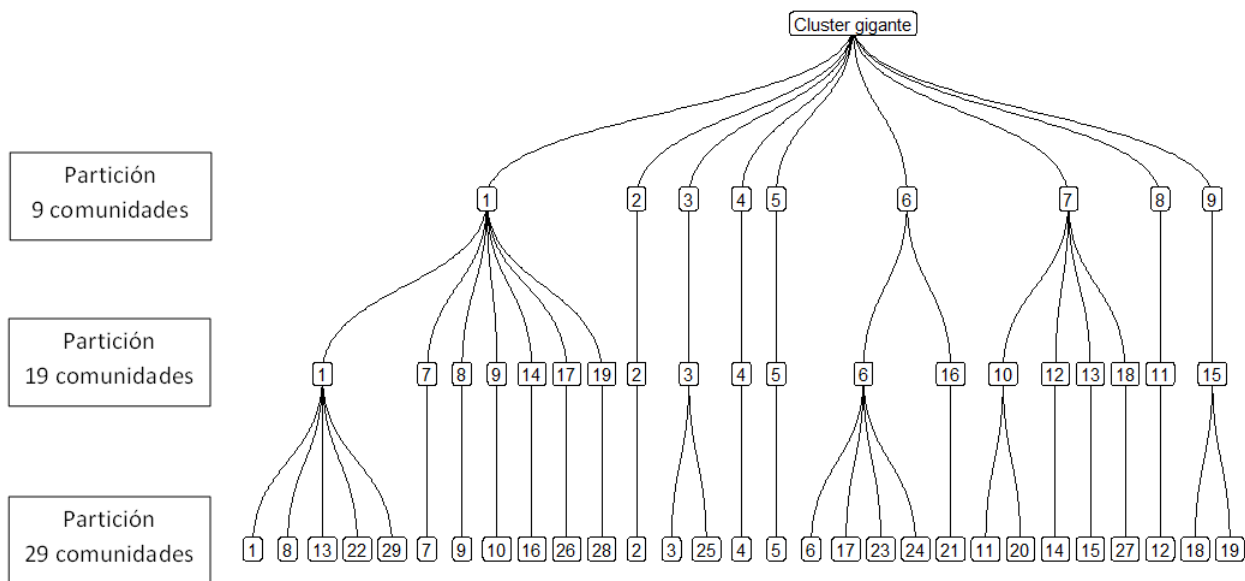 Cluster gigante
Partición
9 comunidades
1 2 3 4 5 6 7 8 9
Partición
19 comunidades
1 7 8 9 14 17 19 2 3 4 5 6 16 10 12 13 18 11 15
Partición
29 comunidades
1 8 13 22 29 7 9 10 16 26 28 2 3 25 4 5 6 17 23 24 21 11 20 14 15 27 12 18 19